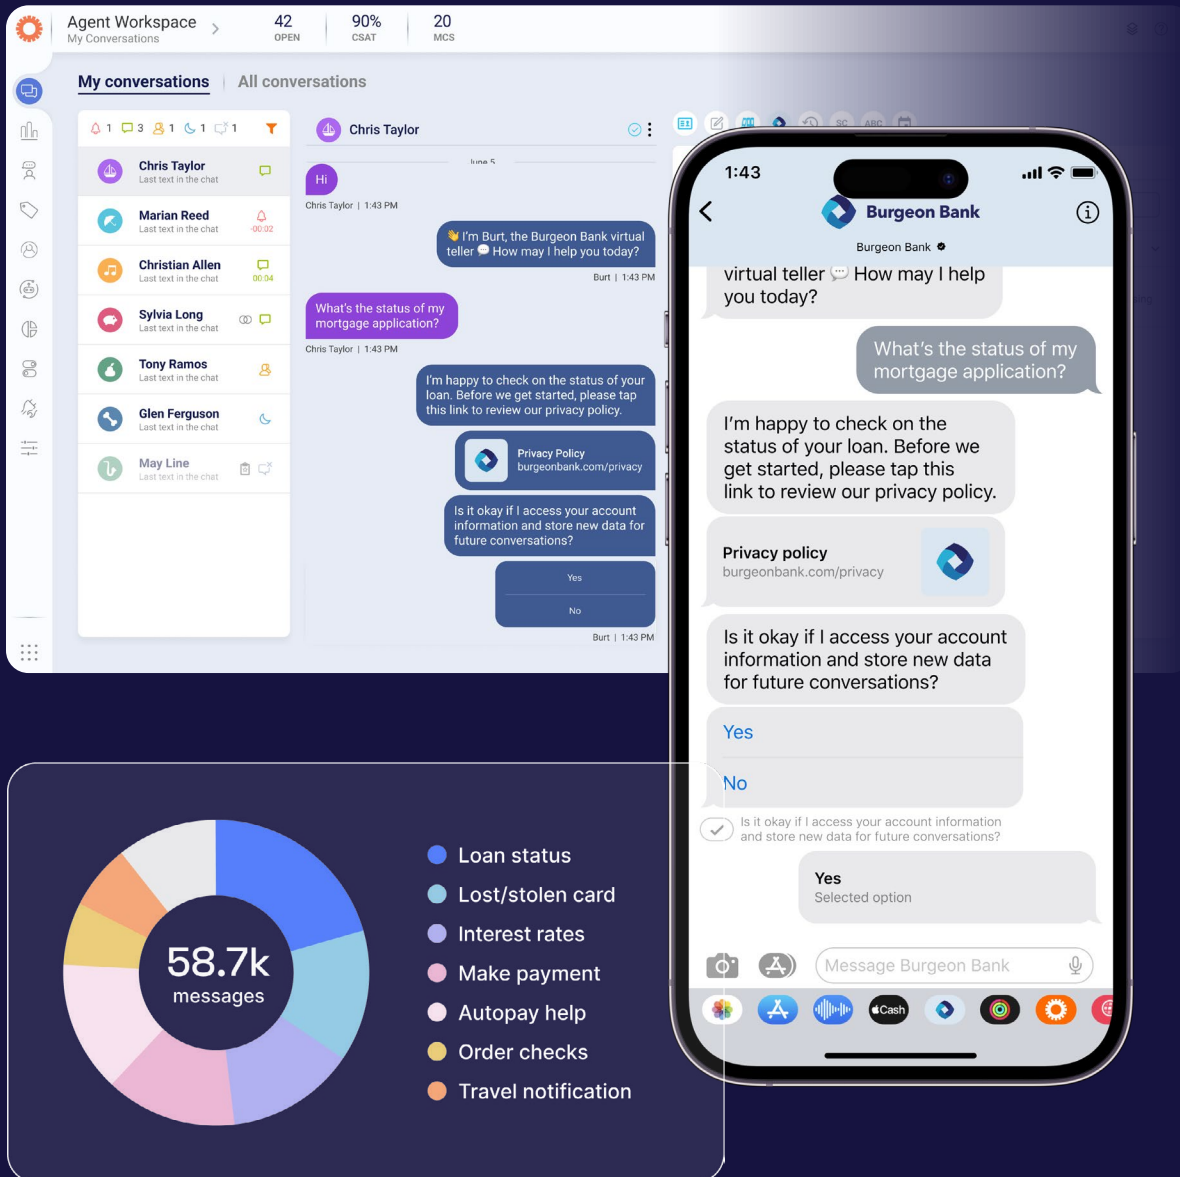 Agent Workspace
My Conversations
42
OPEN
90%
CSAT
20
MCS
My conversations
All conversations
1 3 1 1 1
Chris Taylor
Last text in the chat
Marian Reed
Last text in the chat
-00:02
Christian Allen
Last text in the chat
00:04
Sylvia Long
Last text in the chat
Tony Ramos
Last text in the chat
Glen Ferguson
Last text in the chat
May Line
Last text in the chat
Chris Taylor
June 5
Hi
Chris Taylor | 1:43 PM
👋 I'm Burt, the Burgeon Bank virtual
teller 💬 How may I help you today?
Burt | 1:43 PM
What's the status of my
mortgage application?
Chris Taylor | 1:43 PM
I'm happy to check on the status of your
loan. Before we get started, please tap
this link to review our privacy policy.
Privacy Policy
burgeonbank.com/privacy
Is it okay if I access your account
information and store new data for
future conversations?
Yes
No
Burt | 1:43 PM
SC
ABC
1:43
Burgeon Bank
Burgeon Bank
virtual teller 💬 How may I help
you today?
What's the status of my
mortgage application?
I'm happy to check on the
status of your loan. Before we
get started, please tap this
link to review our privacy policy.
Privacy policy
burgeonbank.com/privacy
Is it okay if I access your account
information and store new data
for future conversations?
Yes
No
Is it okay if I access your account information
and store new data for future conversations?
Yes
Selected option
Message Burgeon Bank
Cash
58.7k
messages
Loan status
Lost/stolen card
Interest rates
Make payment
Autopay help
Order checks
Travel notification